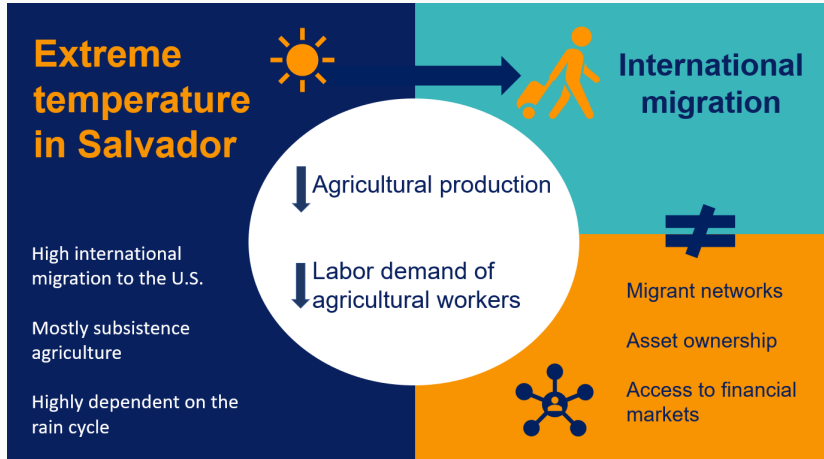 Extreme
temperature
in Salvador
International
migration
Agricultural production
Labor demand of
agricultural workers
High international
migration to the U.S.
Mostly subsistence
agriculture
Highly dependent on the
rain cycle
≠
Migrant networks
Asset ownership
Access to financial
markets